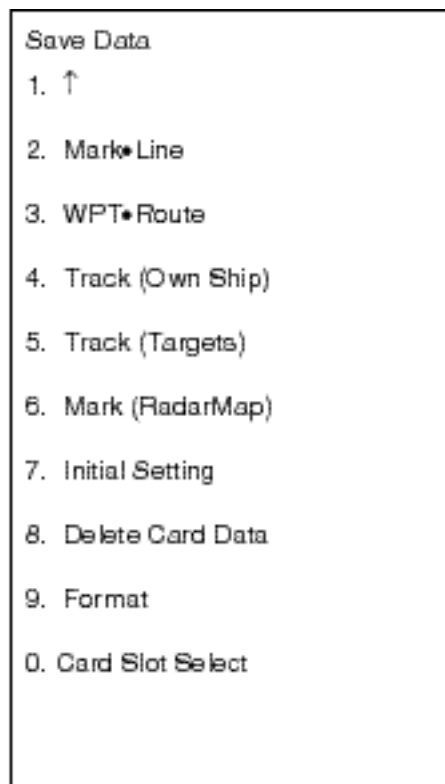 Save Data
1. ↑
2. Mark•Line
3. WPT•Route
4. Track (Own Ship)
5. Track (Targets)
6. Mark (RadarMap)
7. Initial Setting
8. Delete Card Data
9. Format
0. Card Slot Select